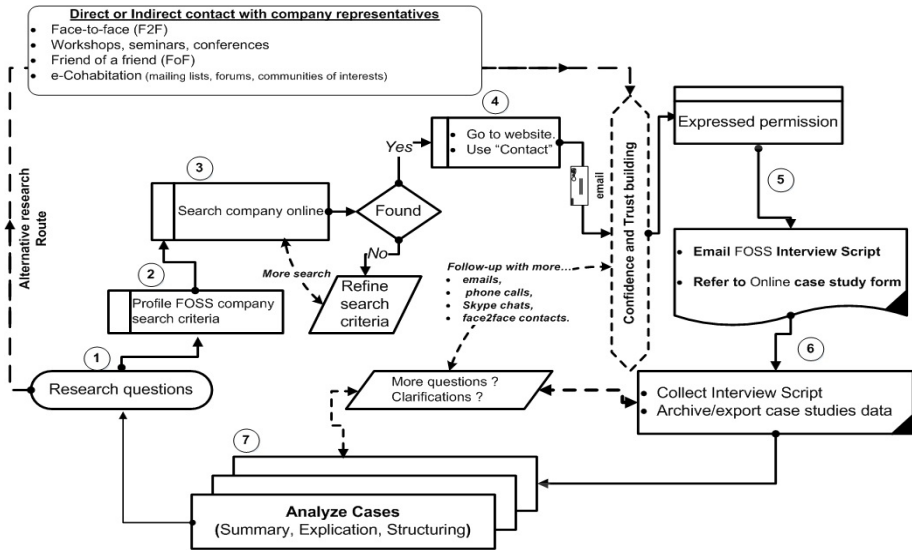 Direct or Indirect contact with company representatives
• Face-to-face (F2F)
• Workshops, seminars, conferences
• Friend of a friend (FoF)
• e-Cohabitation (mailing lists, forums, communities of interests)
Alternative research
Route
1
Research questions
2
Profile FOSS company
search criteria
3
Search company online
Found
Yes
No
More search
Refine
search
criteria
4
• Go to website.
• Use “Contact”
email
Confidence and Trust building
Expressed permission
5
• Email FOSS Interview Script
• Refer to Online case study form
6
• Collect Interview Script
• Archive/export case studies data
Follow-up with more...
• emails,
• phone calls,
• Skype chats,
• face2face contacts.
More questions ?
Clarifications ?
7
Analyze Cases
(Summary, Explication, Structuring)